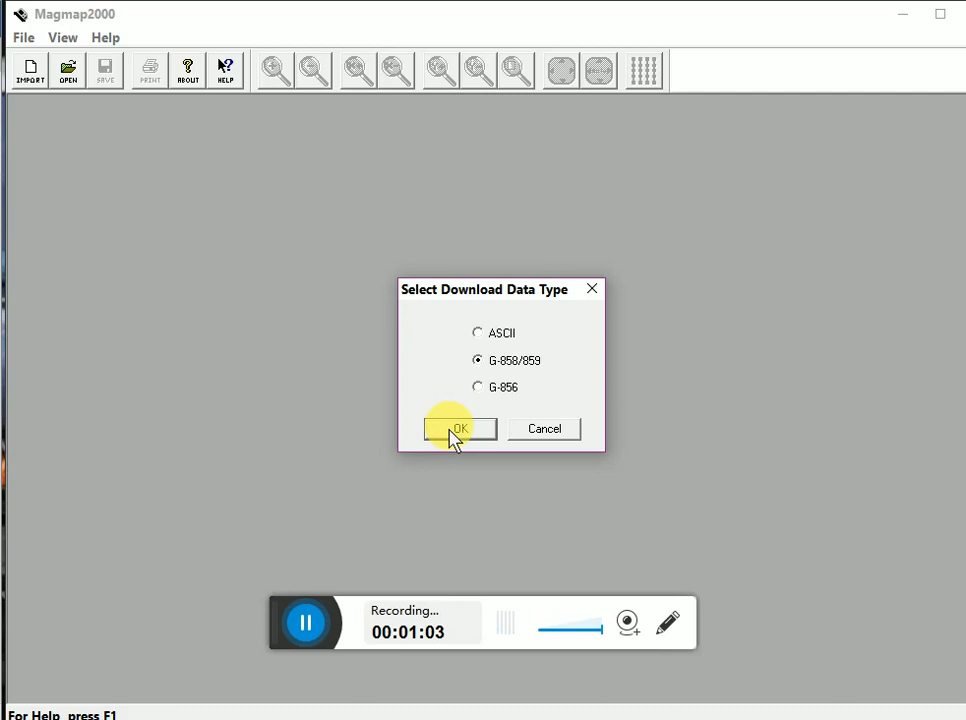 Magmap2000
File View Help
IMPORT OPEN SAVE PRINT ABOUT HELP
Select Download Data Type
ASCII
G-858/859
G-856
OK Cancel
Recording...
00:01:03
For Help, press F1